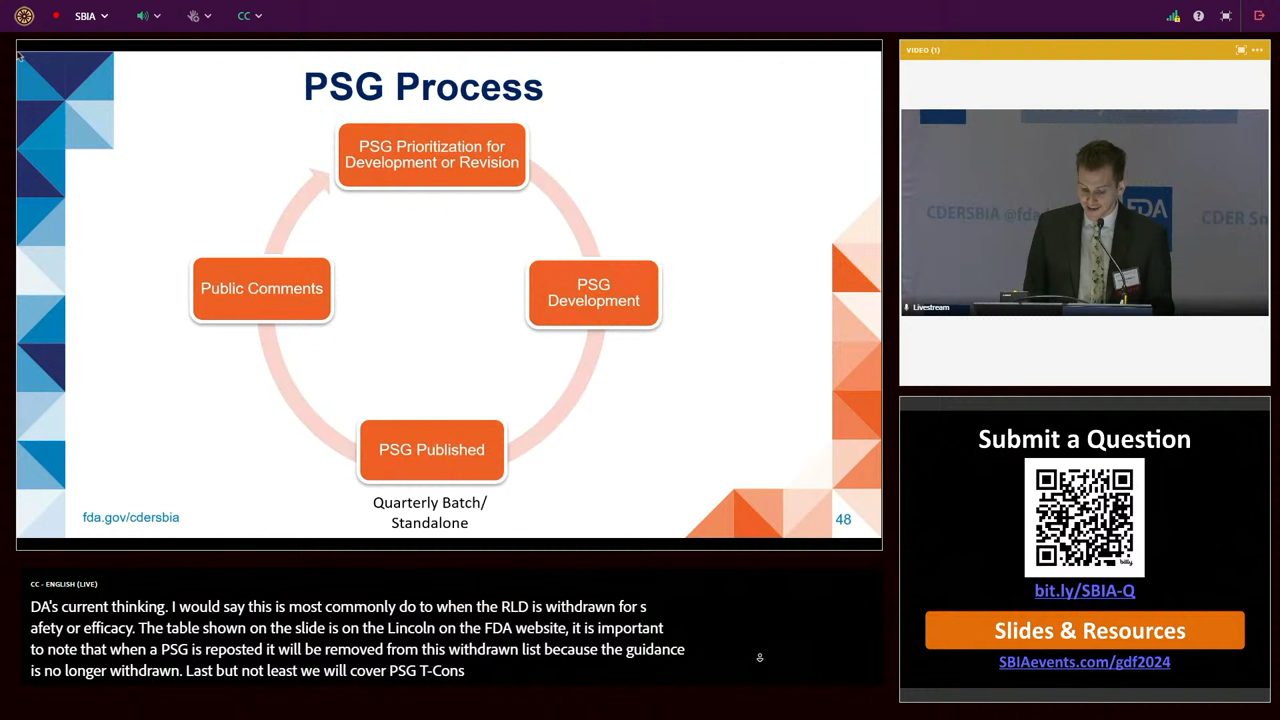 SBIA
CC
PSG Process
PSG Prioritization for
Development or Revision
Public Comments
PSG
Development
PSG Published
Quarterly Batch/
Standalone
fda.gov/cdersbia
48
VIDEO (1)
CDERSBIA @fda
FDA
CDER Sm
Livestream
Submit a Question
bitly
bit.ly/SBIA-Q
Slides & Resources
SBIAevents.com/gdf2024
CC - ENGLISH (LIVE)
DA's current thinking. I would say this is most commonly do to when the RLD is withdrawn for s
afety or efficacy. The table shown on the slide is on the Lincoln on the FDA website, it is important
to note that when a PSG is reposted it will be removed from this withdrawn list because the guidance
is no longer withdrawn. Last but not least we will cover PSG T-Cons